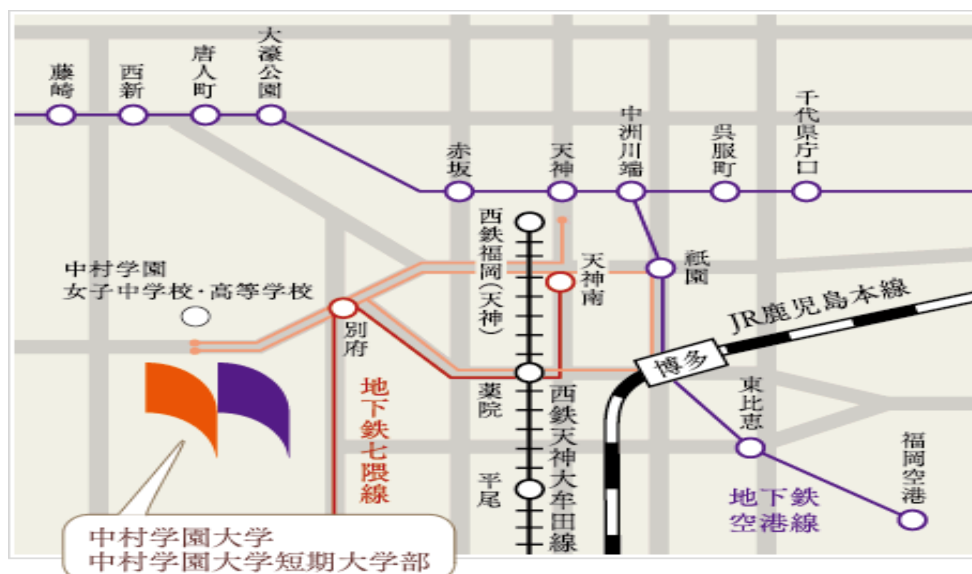 藤崎
西新
唐人町
大濠公園
赤坂
天神
中洲川端
呉服町
千代県庁口
西鉄福岡(天神)
天神南
祇園
中村学園
女子中学校・高等学校
別府
JR鹿児島本線
博多
薬院
東比恵
地下鉄七隈線
西鉄天神大牟田線
平尾
福岡空港
地下鉄
空港線
中村学園大学
中村学園大学短期大学部